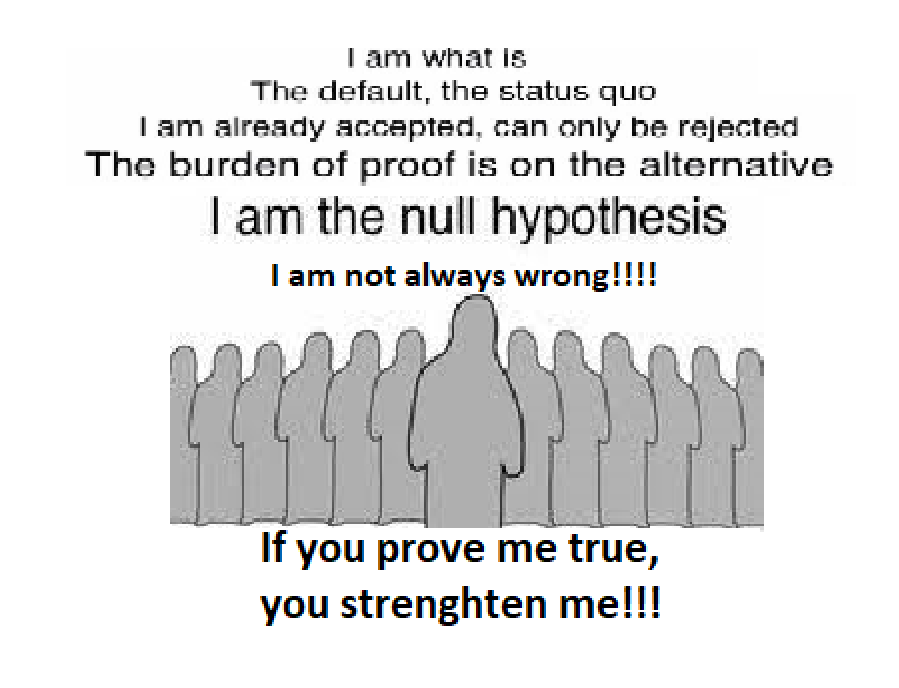 I am what is
The default, the status quo
I am already accepted, can only be rejected
The burden of proof is on the alternative
I am the null hypothesis
I am not always wrong!!!!
If you prove me true,
you strenghten me!!!